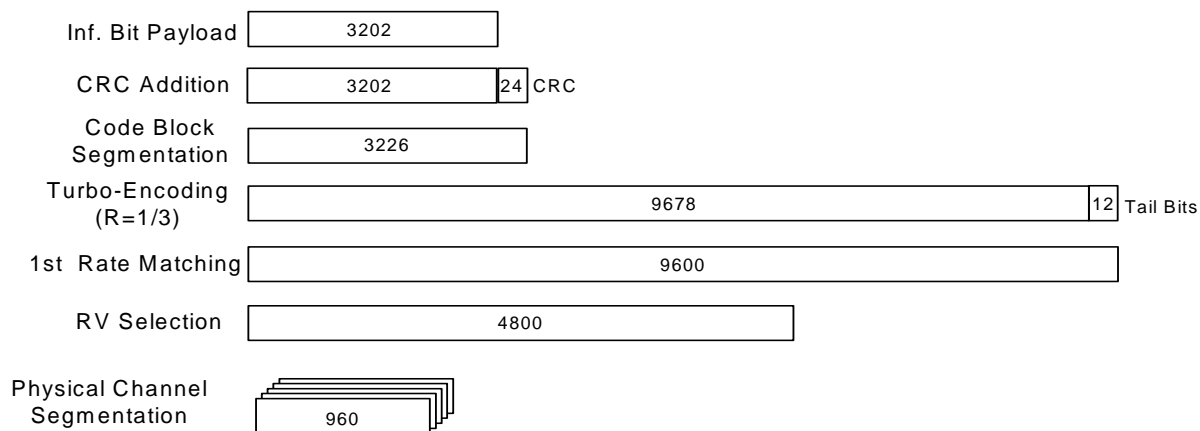 Inf. Bit Payload 3202
CRC Addition 3202 24 CRC
Code Block
Segmentation 3226
Turbo-Encoding
(R=1/3) 9678 12 Tail Bits
1st Rate Matching 9600
RV Selection 4800
Physical Channel
Segmentation 960